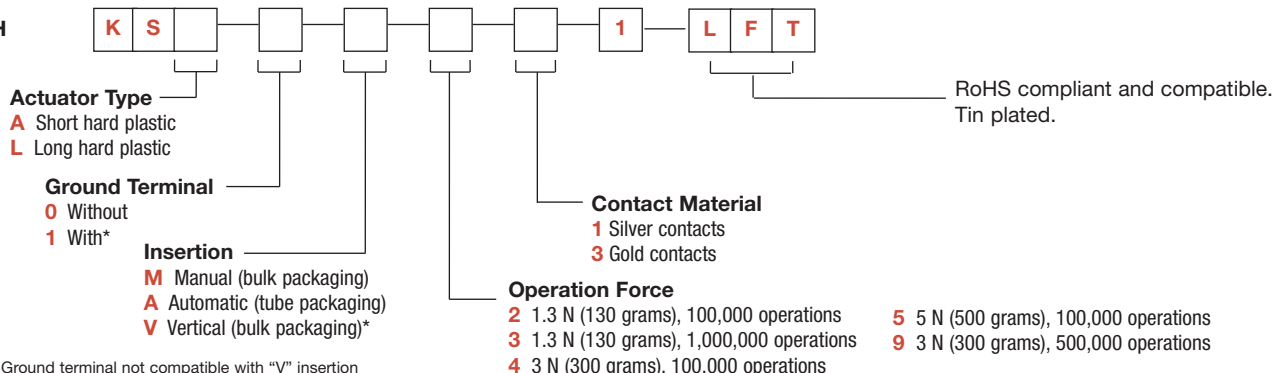 H
K S 1 L F T
Actuator Type
A Short hard plastic
L Long hard plastic
RoHS compliant and compatible.
Tin plated.
Ground Terminal
0 Without
1 With*
Insertion
M Manual (bulk packaging)
A Automatic (tube packaging)
V Vertical (bulk packaging)*
Contact Material
1 Silver contacts
3 Gold contacts
Operation Force
2 1.3 N (130 grams), 100,000 operations
3 1.3 N (130 grams), 1,000,000 operations
4 3 N (300 grams), 100,000 operations
5 5 N (500 grams), 100,000 operations
9 3 N (300 grams), 500,000 operations
Ground terminal not compatible with “V” insertion